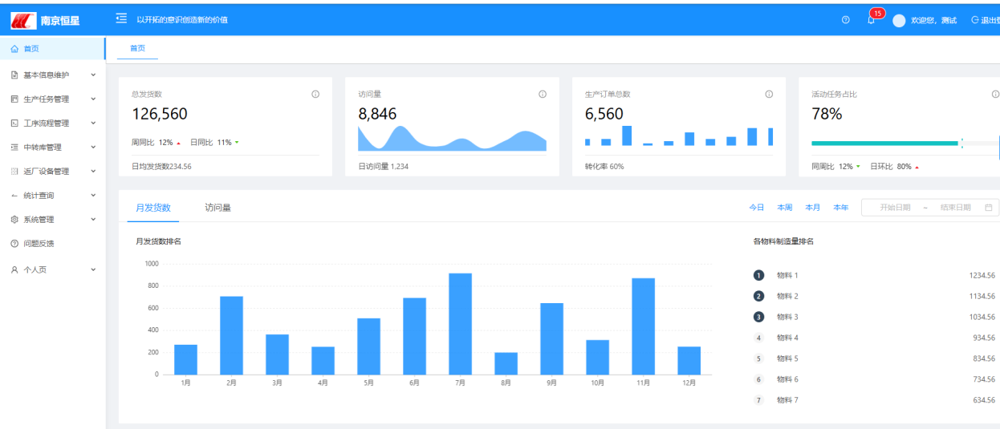 南京恒星
以开拓的意识创造新的价值
15
欢迎您，测试
首页
基本信息维护
生产任务管理
工序流程管理
中转库管理
返厂设备管理
统计查询
系统管理
问题反馈
个人页
首页
总发货数
126,560
周同比 12% 日同比 11%
日均发货数234.56
访问量
8,846
日访问量 1,234
生产订单总数
6,560
转化率 60%
活动任务占比
78%
同周比 12% 日环比 80%
月发货数 访问量
今日 本周 本月 本年 开始日期 ~ 结束日期
月发货数排名
1000
800
600
400
200
0
1月 2月 3月 4月 5月 6月 7月 8月 9月 10月 11月 12月
各物料制造量排名
1 物料 1 1234.56
2 物料 2 1134.56
3 物料 3 1034.56
4 物料 4 934.56
5 物料 5 834.56
6 物料 6 734.56
7 物料 7 634.56